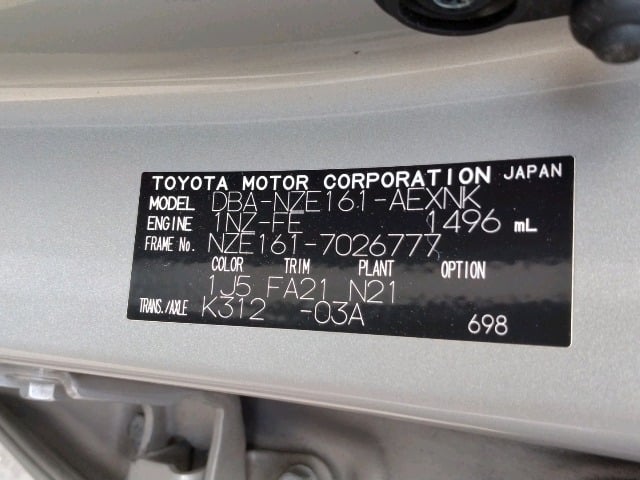 TOYOTA MOTOR CORPORATION JAPAN
MODEL DBA-NZE161-AEXNK
ENGINE 1NZ-FE 1496 mL
FRAME No. NZE161-7026777
COLOR TRIM PLANT OPTION
1J5 FA21 N21
TRANS./AXLE K312 -03A
698